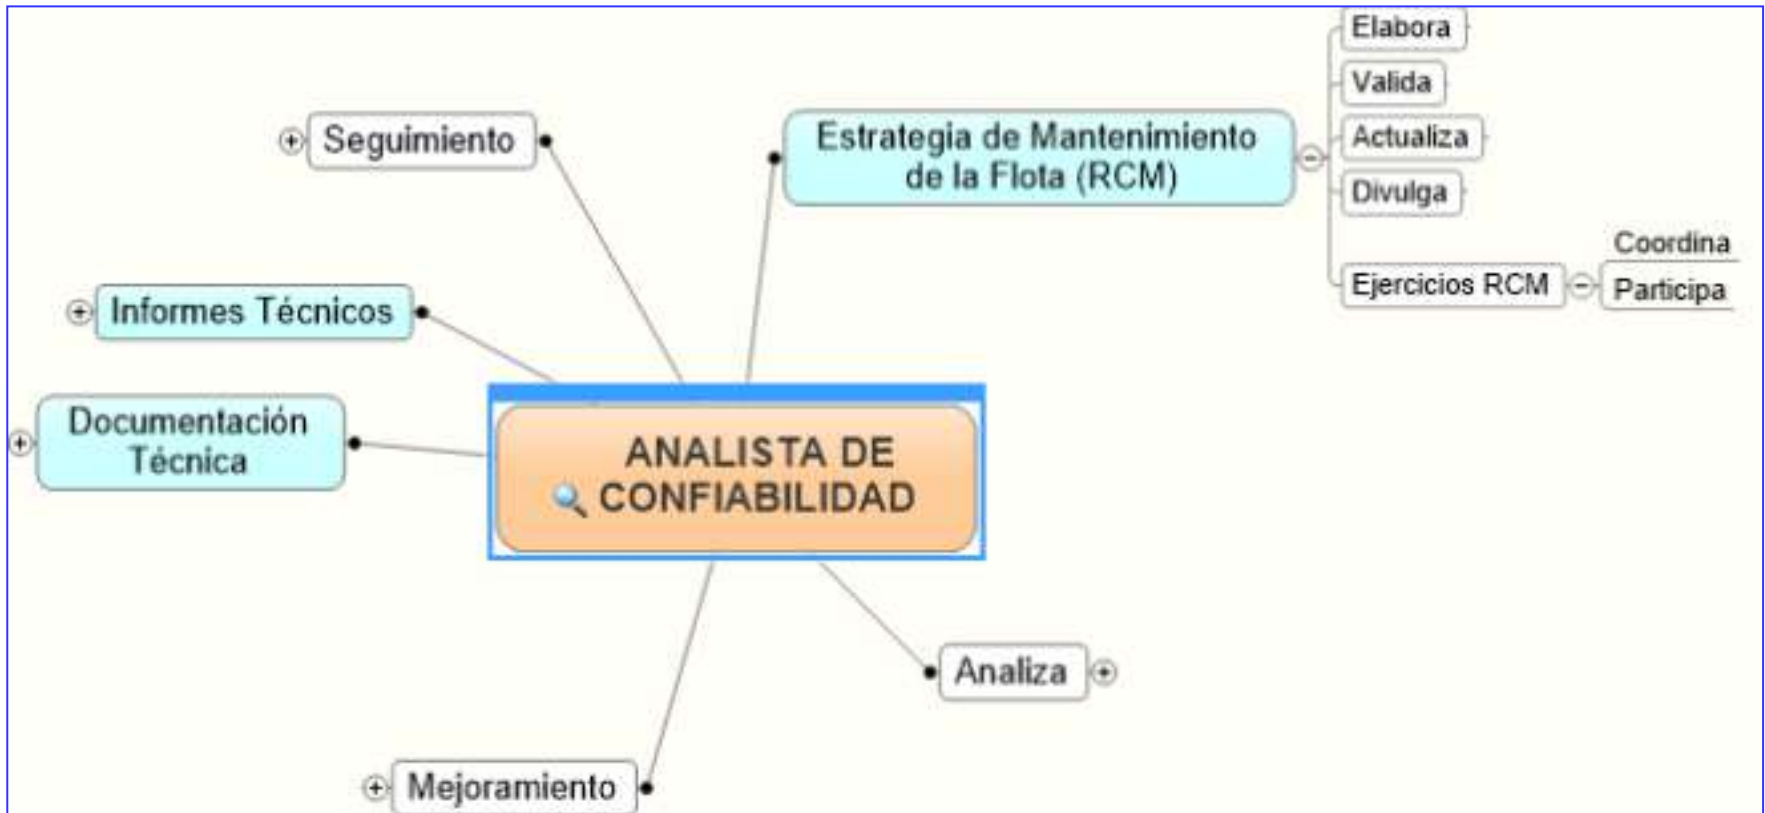 Elabora
Valida
Actualiza
Divulga
Ejercicios RCM
Coordina
Participa
Estrategia de Mantenimiento
de la Flota (RCM)
Seguimiento
Informes Técnicos
Documentación
Técnica
ANALISTA DE
CONFIABILIDAD
Analiza
Mejoramiento